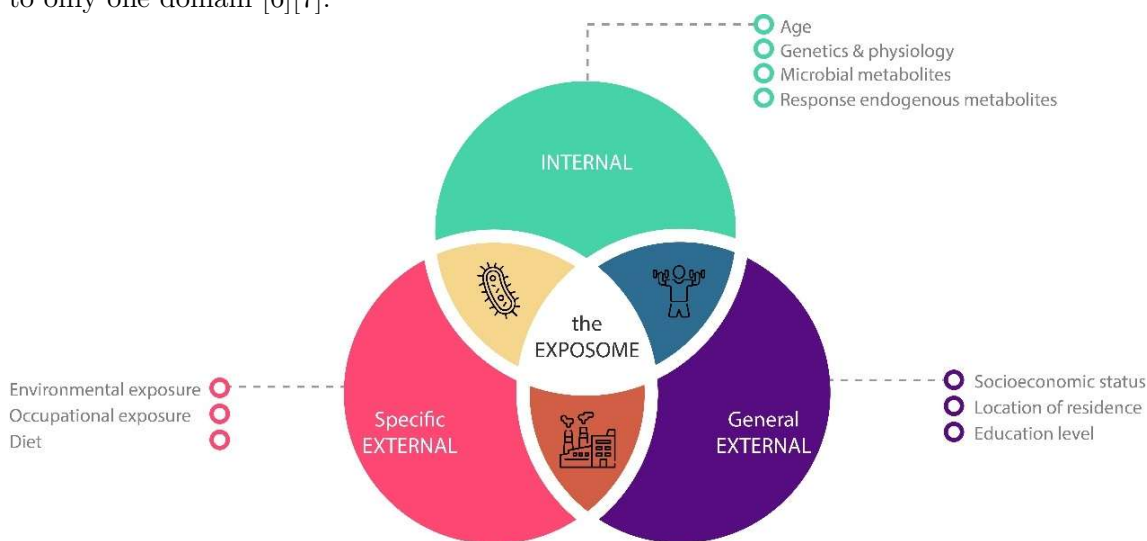 to only one domain [6][7].
Age
Genetics & physiology
Microbial metabolites
Response endogenous metabolites
INTERNAL
the
EXPOSOME
Environmental exposure
Occupational exposure
Diet
Specific
EXTERNAL
General
EXTERNAL
Socioeconomic status
Location of residence
Education level